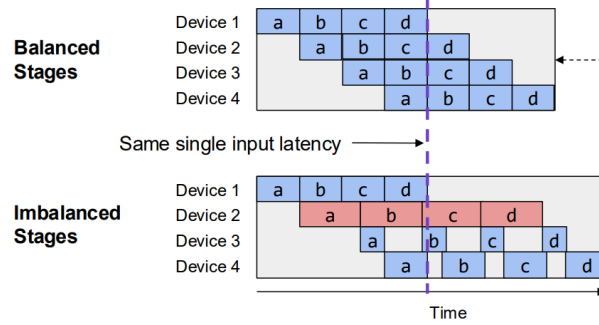 Balanced
Stages
Device 1 a b c d
Device 2 a b c d
Device 3 a b c d
Device 4 a b c d
Same single input latency
Imbalanced
Stages
Device 1 a b c d
Device 2 a b c d
Device 3 a b c d
Device 4 a b c d
Time